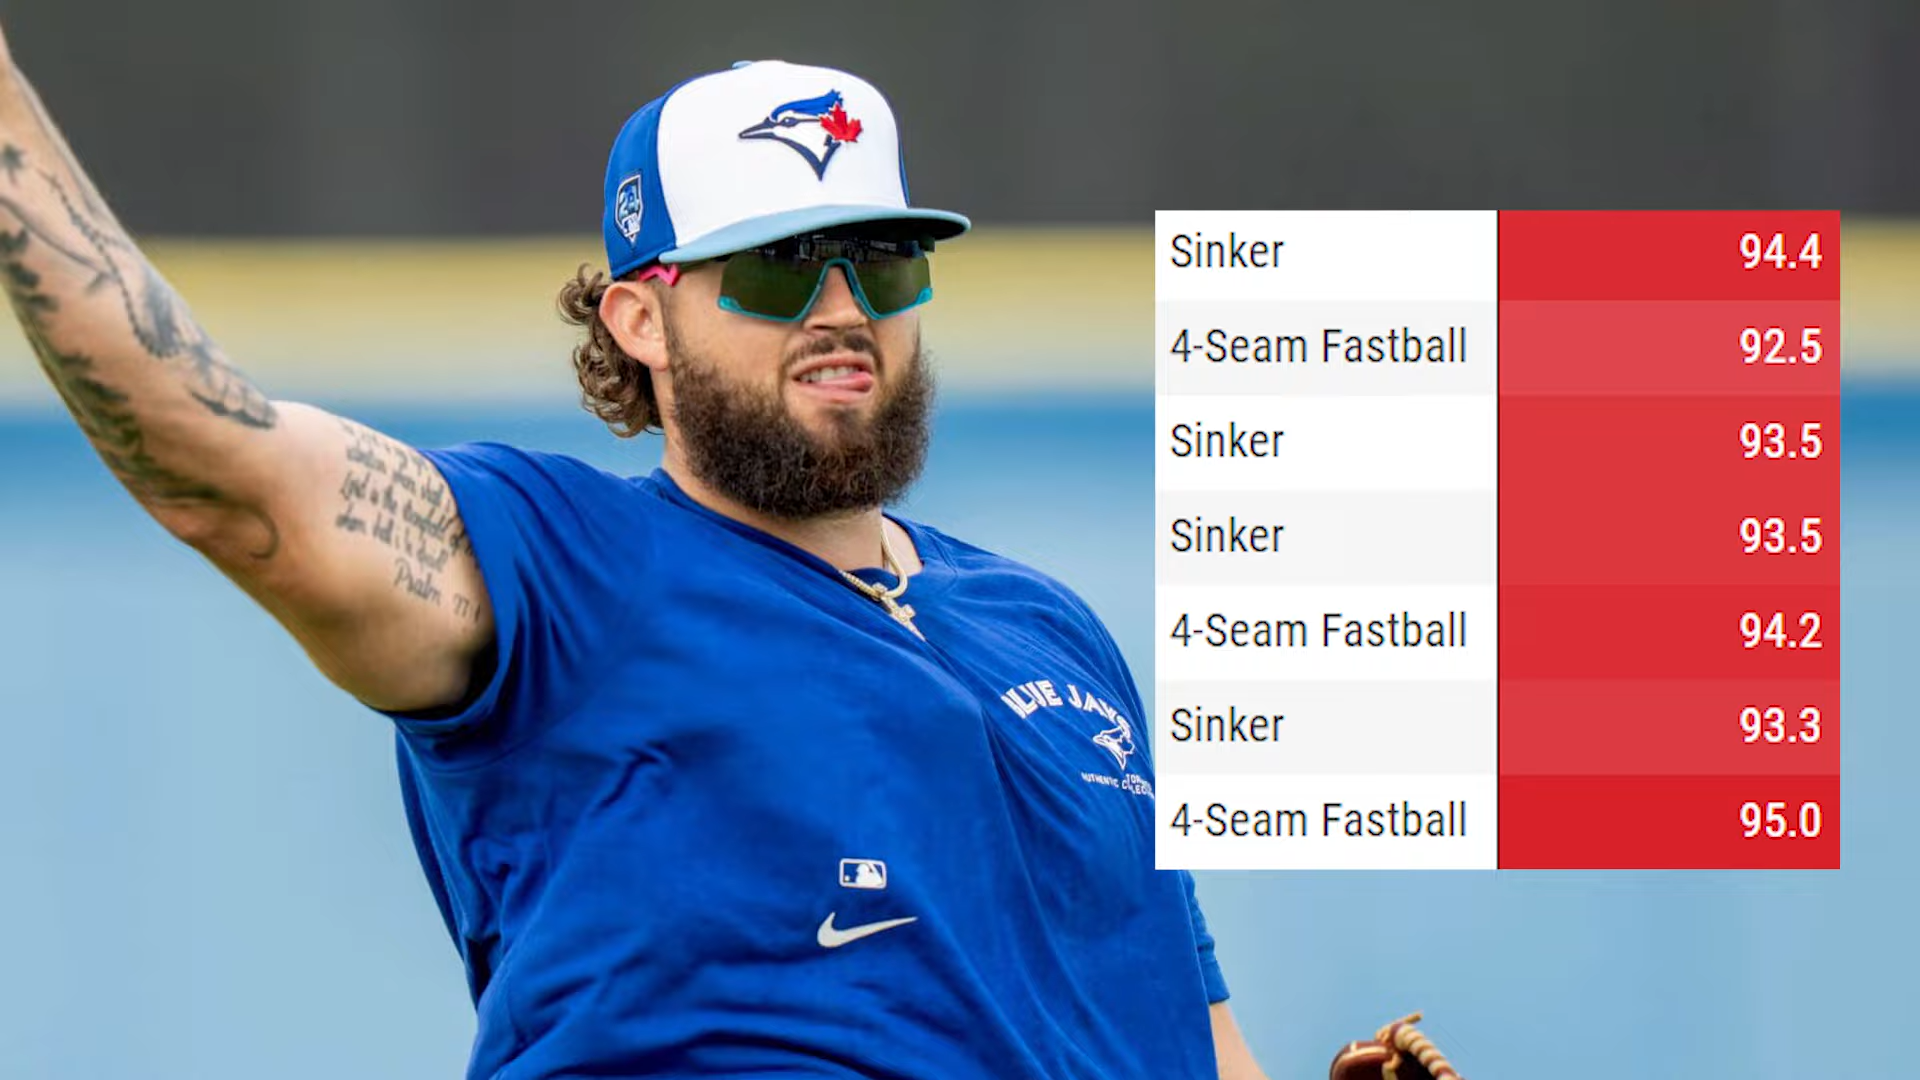 Sinker 94.4
4-Seam Fastball 92.5
Sinker 93.5
Sinker 93.5
4-Seam Fastball 94.2
Sinker 93.3
4-Seam Fastball 95.0
BLUE JAYS
Psalm